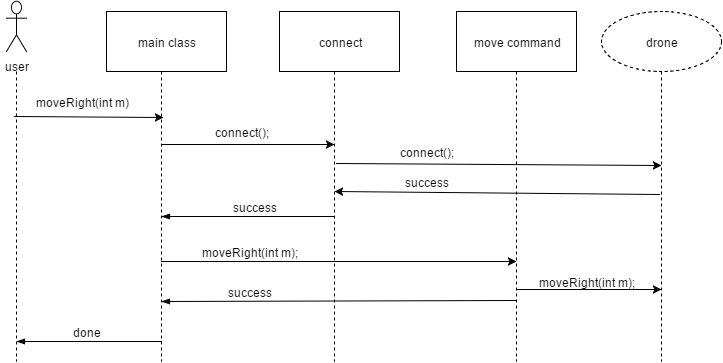 user
main class
connect
move command
drone
moveRight(int m)
connect();
connect();
success
success
moveRight(int m);
moveRight(int m);
success
done